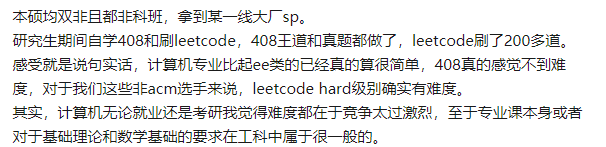 本硕均双非且都非科班，拿到某一线大厂sp。
研究生期间自学408和刷leetcode，408王道和真题都做了，leetcode刷了200多道。
感受就是说句实话，计算机专业比起ee类的已经真的算很简单，408真的感觉不到难
度，对于我们这些非acm选手来说，leetcode hard级别确实有难度。
其实，计算机无论就业还是考研我觉得难度都在于竞争太过激烈，至于专业课本身或者
对于基础理论和数学基础的要求在工科中属于很一般的。